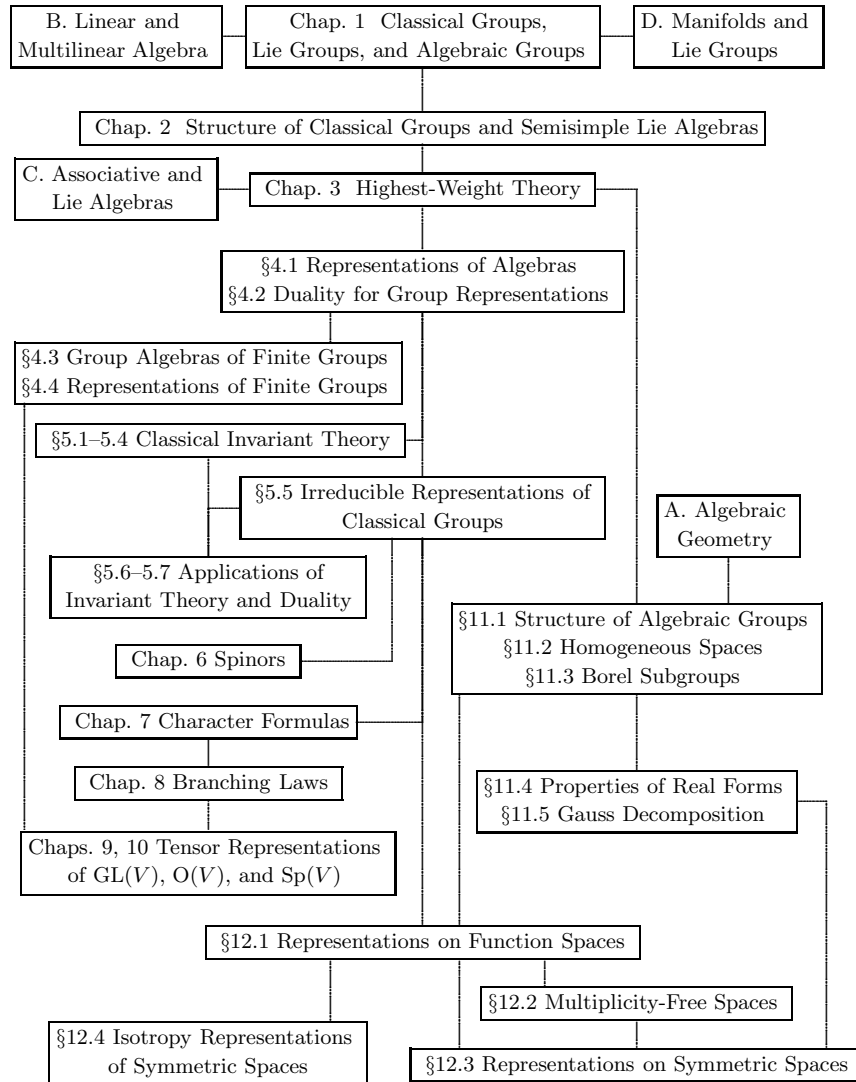 B. Linear and
Multilinear Algebra
Chap. 1 Classical Groups,
Lie Groups, and Algebraic Groups
D. Manifolds and
Lie Groups
Chap. 2 Structure of Classical Groups and Semisimple Lie Algebras
C. Associative and
Lie Algebras
Chap. 3 Highest-Weight Theory
§4.1 Representations of Algebras
§4.2 Duality for Group Representations
§4.3 Group Algebras of Finite Groups
§4.4 Representations of Finite Groups
§5.1–5.4 Classical Invariant Theory
§5.5 Irreducible Representations of
Classical Groups
A. Algebraic
Geometry
§5.6–5.7 Applications of
Invariant Theory and Duality
§11.1 Structure of Algebraic Groups
§11.2 Homogeneous Spaces
§11.3 Borel Subgroups
Chap. 6 Spinors
Chap. 7 Character Formulas
Chap. 8 Branching Laws
§11.4 Properties of Real Forms
§11.5 Gauss Decomposition
Chaps. 9, 10 Tensor Representations
of GL(V), O(V), and Sp(V)
§12.1 Representations on Function Spaces
§12.2 Multiplicity-Free Spaces
§12.4 Isotropy Representations
of Symmetric Spaces
§12.3 Representations on Symmetric Spaces